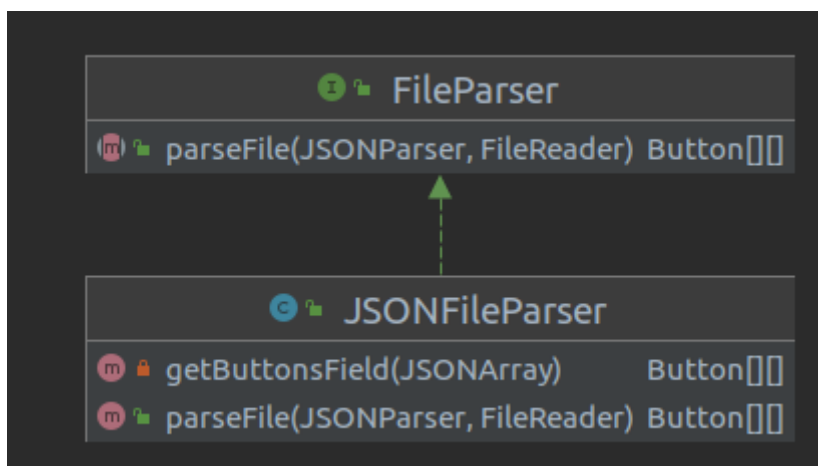 FileParser
parseFile(JSONParser, FileReader) Button[][]
JSONFileParser
getButtonsField(JSONArray) Button[][]
parseFile(JSONParser, FileReader) Button[][]